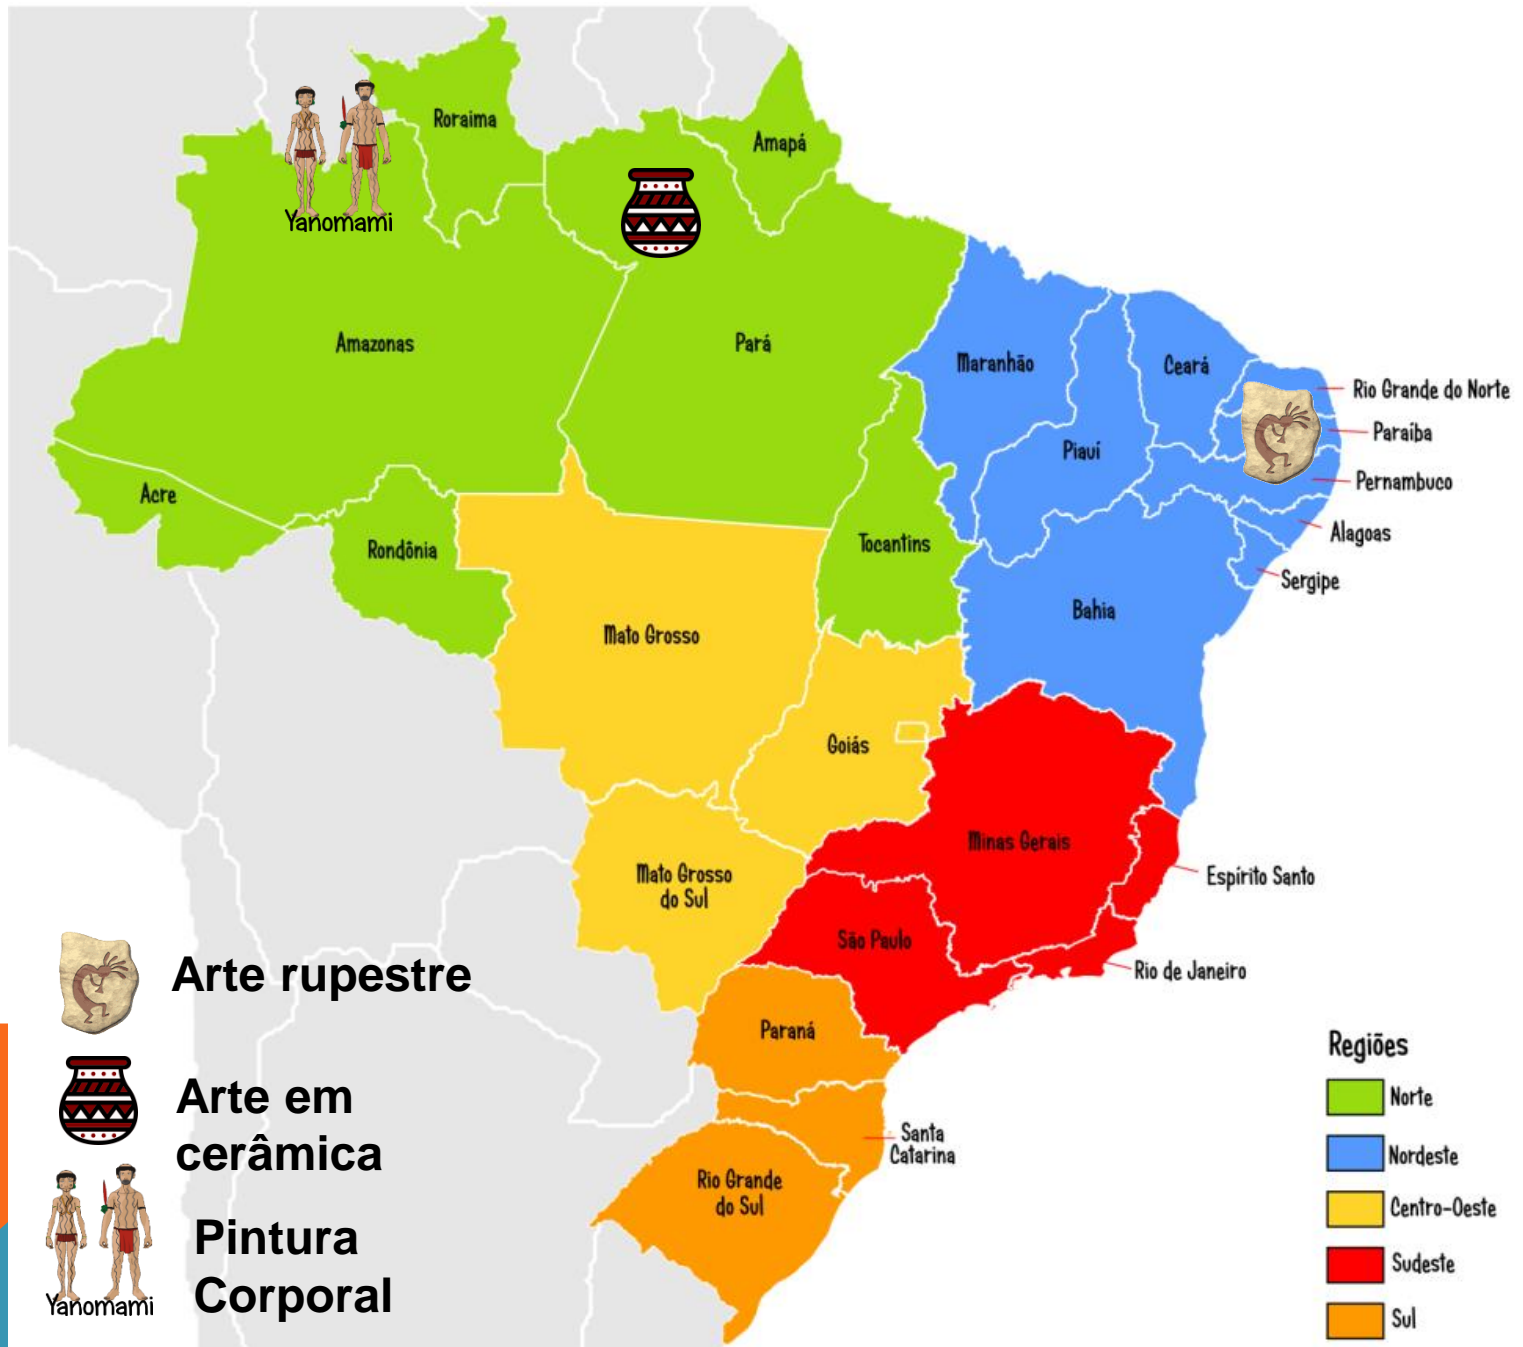 Roraima
Amapá
Yanomami
Amazonas
Pará
Maranhão
Ceará
Rio Grande do Norte
Paraíba
Piauí
Pernambuco
Acre
Alagoas
Rondônia
Tocantins
Sergipe
Bahia
Mato Grosso
Goiás
Minas Gerais
Espírito Santo
Mato Grosso
do Sul
São Paulo
Rio de Janeiro
Paraná
Santa
Catarina
Rio Grande
do Sul
Arte rupestre
Arte em
cerâmica
Pintura
Corporal
Yanomami
Regiões
Norte
Nordeste
Centro-Oeste
Sudeste
Sul